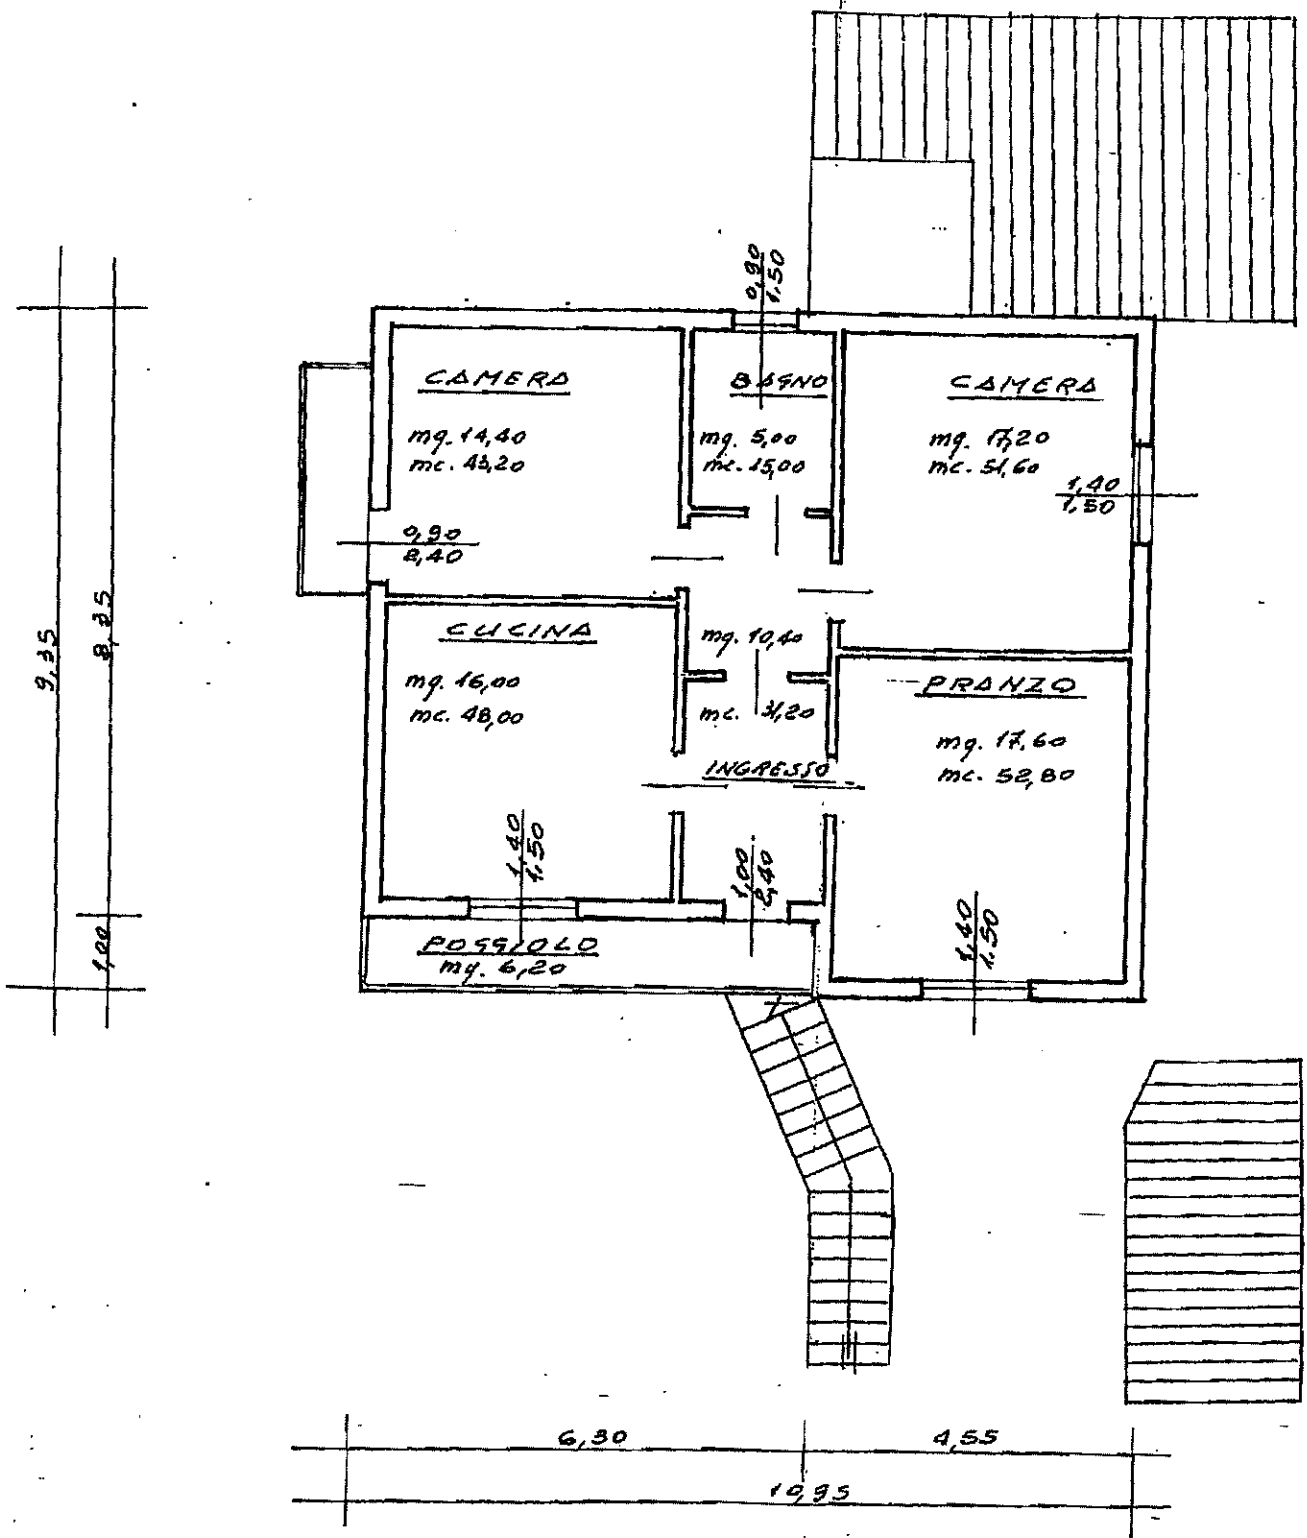 0,90
1,50
CAMERA
mq. 14,40
mc. 43,20
BAGNO
mq. 5,00
mc. 15,00
CAMERA
mq. 17,20
mc. 51,60
1,40
1,50
0,90
2,40
CUCINA
mq. 16,00
mc. 48,00
mq. 10,40
mc. 31,20
INGRESSO
PRANZO
mq. 17,60
mc. 52,80
9,35
8,35
1,00
1,40
1,50
1,00
2,40
1,40
1,50
POGGIOLO
mq. 6,20
6,30
4,55
10,95